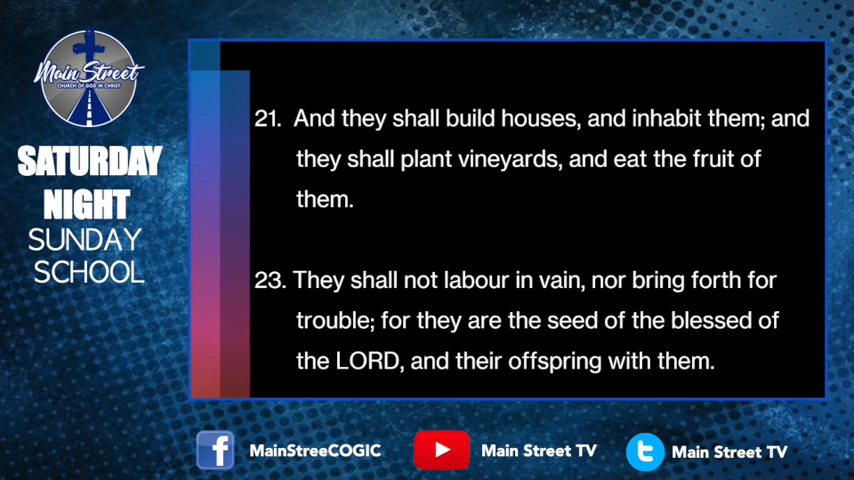 Main Street
CHURCH OF GOD IN CHRIST
SATURDAY
NIGHT
SUNDAY
SCHOOL
21. And they shall build houses, and inhabit them; and
they shall plant vineyards, and eat the fruit of
them.
23. They shall not labour in vain, nor bring forth for
trouble; for they are the seed of the blessed of
the LORD, and their offspring with them.
f MainStreeCOGIC
Main Street TV
t Main Street TV